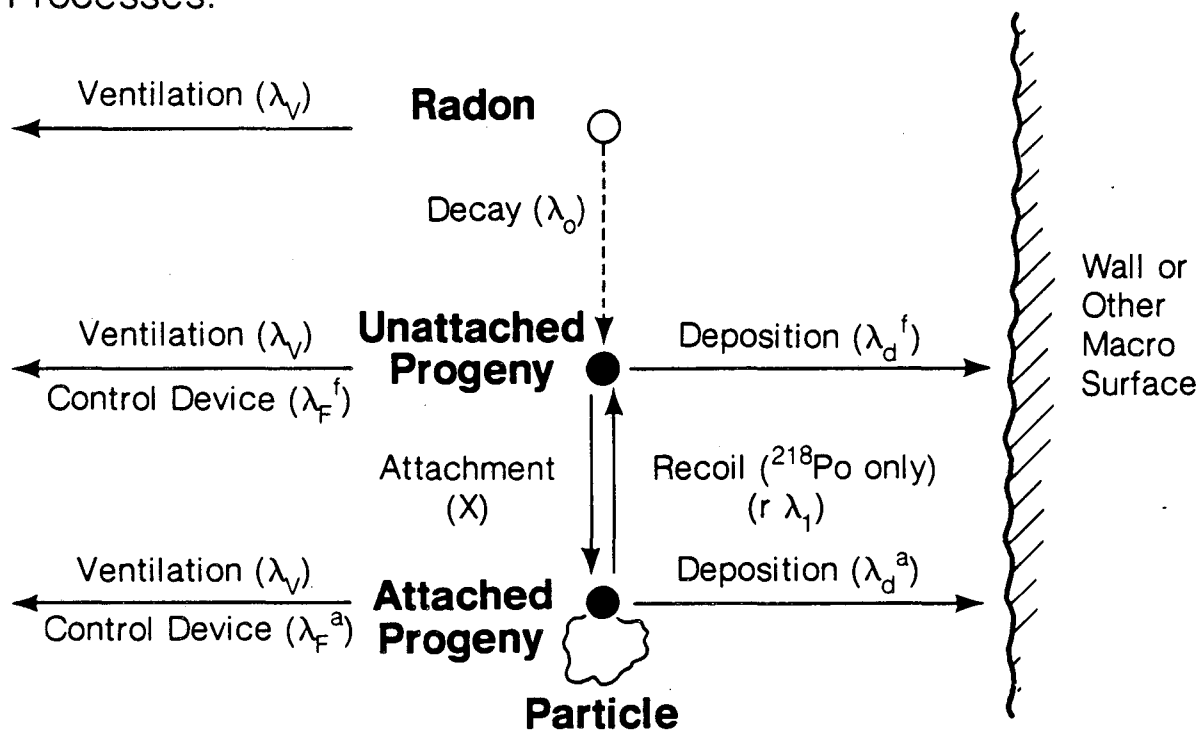 Processes:
Ventilation (λ_V)
Radon
Decay (λ_o)
Ventilation (λ_V)
Control Device (λ_F^f)
Unattached
Progeny
Deposition (λ_d^f)
Wall or
Other
Macro
Surface
Attachment
(X)
Recoil (²¹⁸Po only)
(r λ₁)
Ventilation (λ_V)
Control Device (λ_F^a)
Attached
Progeny
Deposition (λ_d^a)
Particle